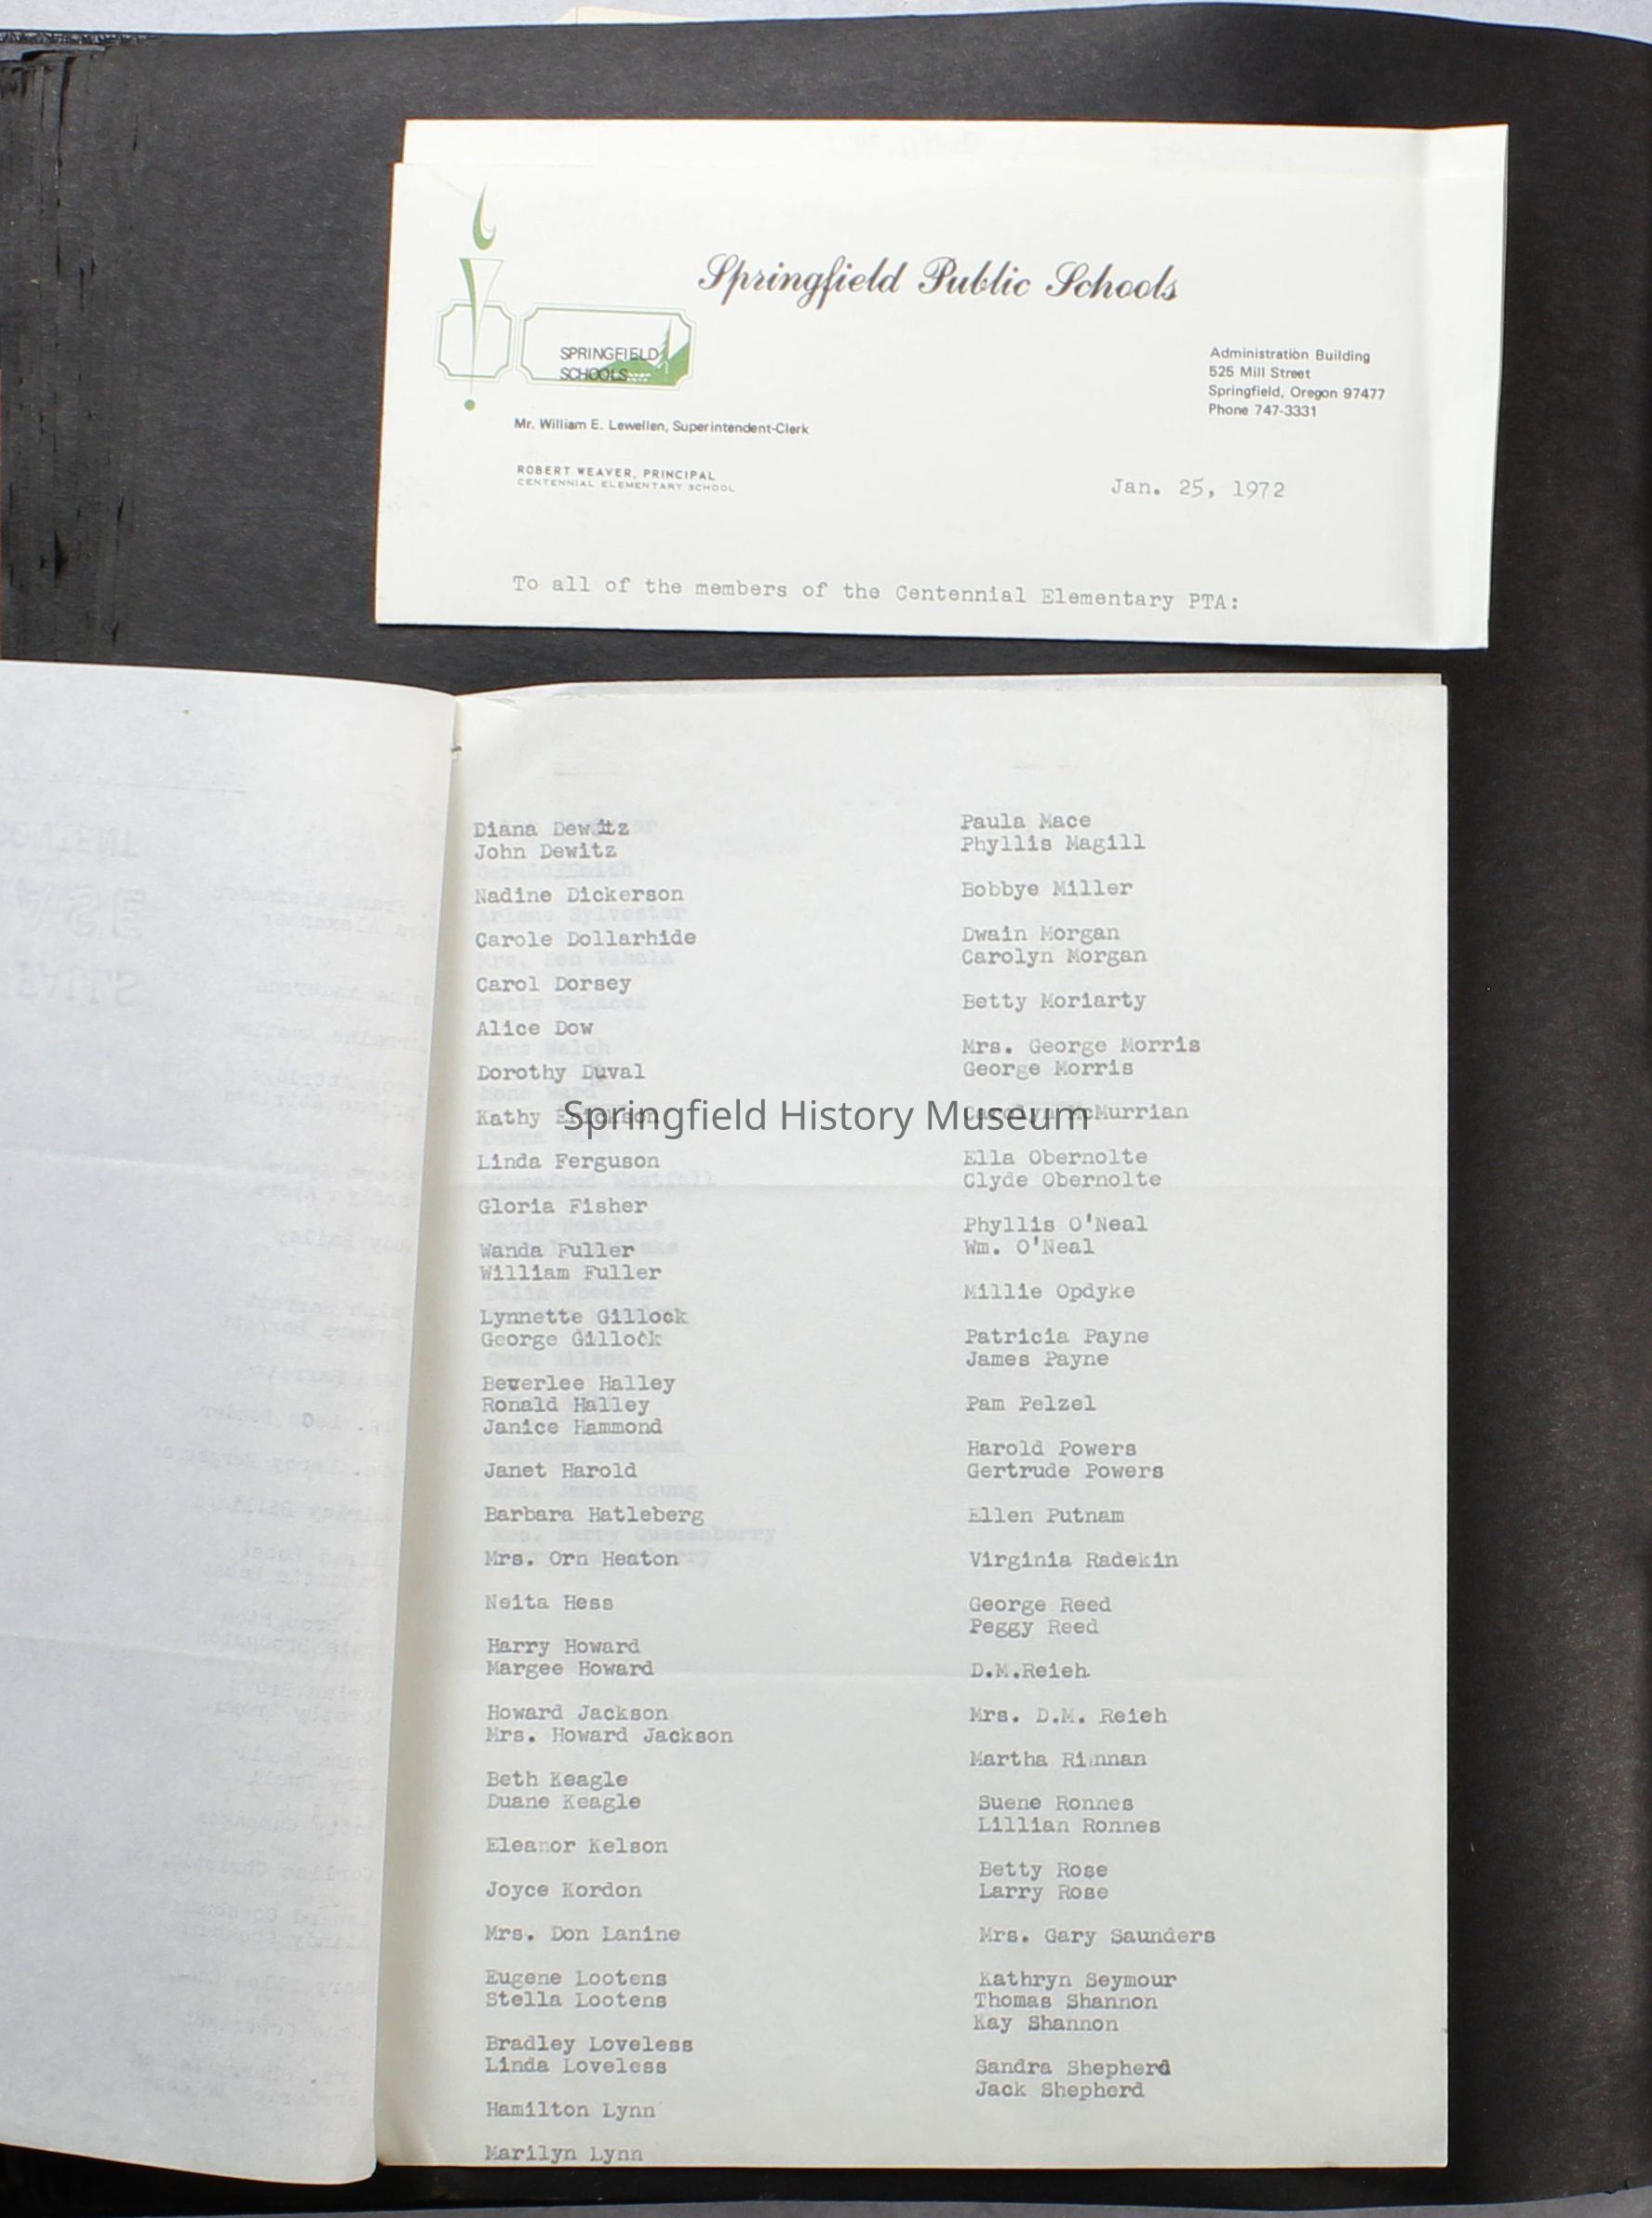 Springfield Public Schools
SPRINGFIELD
SCHOOLS
Administration Building
525 Mill Street
Springfield, Oregon 97477
Phone 747-3331
Mr. William E. Lewellen, Superintendent-Clerk
ROBERT WEAVER, PRINCIPAL
CENTENNIAL ELEMENTARY SCHOOL
Jan. 25, 1972
To all of the members of the Centennial Elementary PTA:
Diana Dewitz
John Dewitz
Nadine Dickerson
Carole Dollarhide
Carol Dorsey
Alice Dow
Dorothy Duval
Kathy Erickson
Linda Ferguson
Gloria Fisher
Wanda Fuller
William Fuller
Lynnette Gillock
George Gillock
Beverlee Halley
Ronald Halley
Janice Hammond
Janet Harold
Barbara Hatleberg
Mrs. Orn Heaton
Neita Hess
Harry Howard
Margee Howard
Howard Jackson
Mrs. Howard Jackson
Beth Keagle
Duane Keagle
Eleanor Kelson
Joyce Kordon
Mrs. Don Lanine
Eugene Lootens
Stella Lootens
Bradley Loveless
Linda Loveless
Hamilton Lynn
Marilyn Lynn
Paula Mace
Phyllis Magill
Bobbye Miller
Dwain Morgan
Carolyn Morgan
Betty Moriarty
Mrs. George Morris
George Morris
Carolyn McMurrian
Ella Obernolte
Clyde Obernolte
Phyllis O'Neal
Wm. O'Neal
Millie Opdyke
Patricia Payne
James Payne
Pam Pelzel
Harold Powers
Gertrude Powers
Ellen Putnam
Virginia Radekin
George Reed
Peggy Reed
D.M.Reieh
Mrs. D.M. Reieh
Martha Rinnan
Suene Ronnes
Lillian Ronnes
Betty Rose
Larry Rose
Mrs. Gary Saunders
Kathryn Seymour
Thomas Shannon
Kay Shannon
Sandra Shepherd
Jack Shepherd
Springfield History Museum